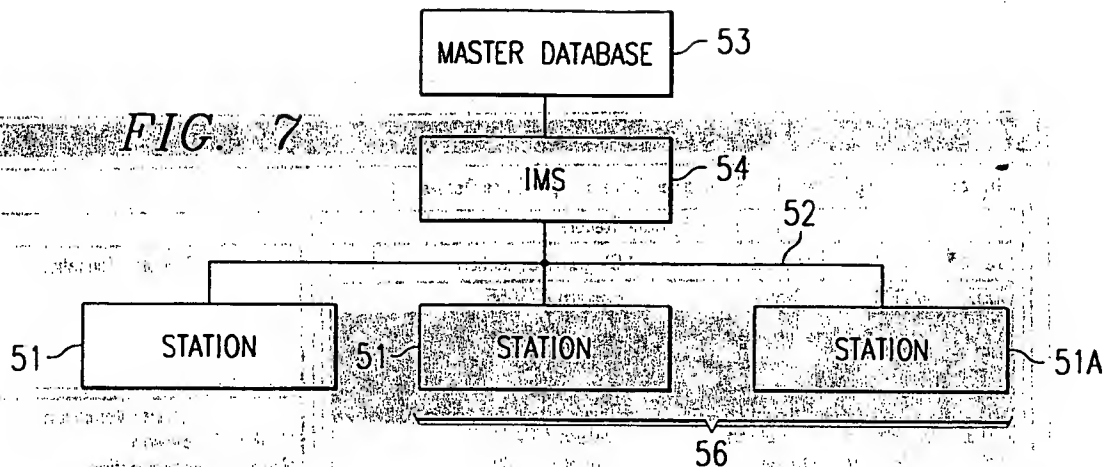 MASTER DATABASE
53
FIG. 7
IMS
54
52
51
STATION
51
STATION
STATION
51A
56